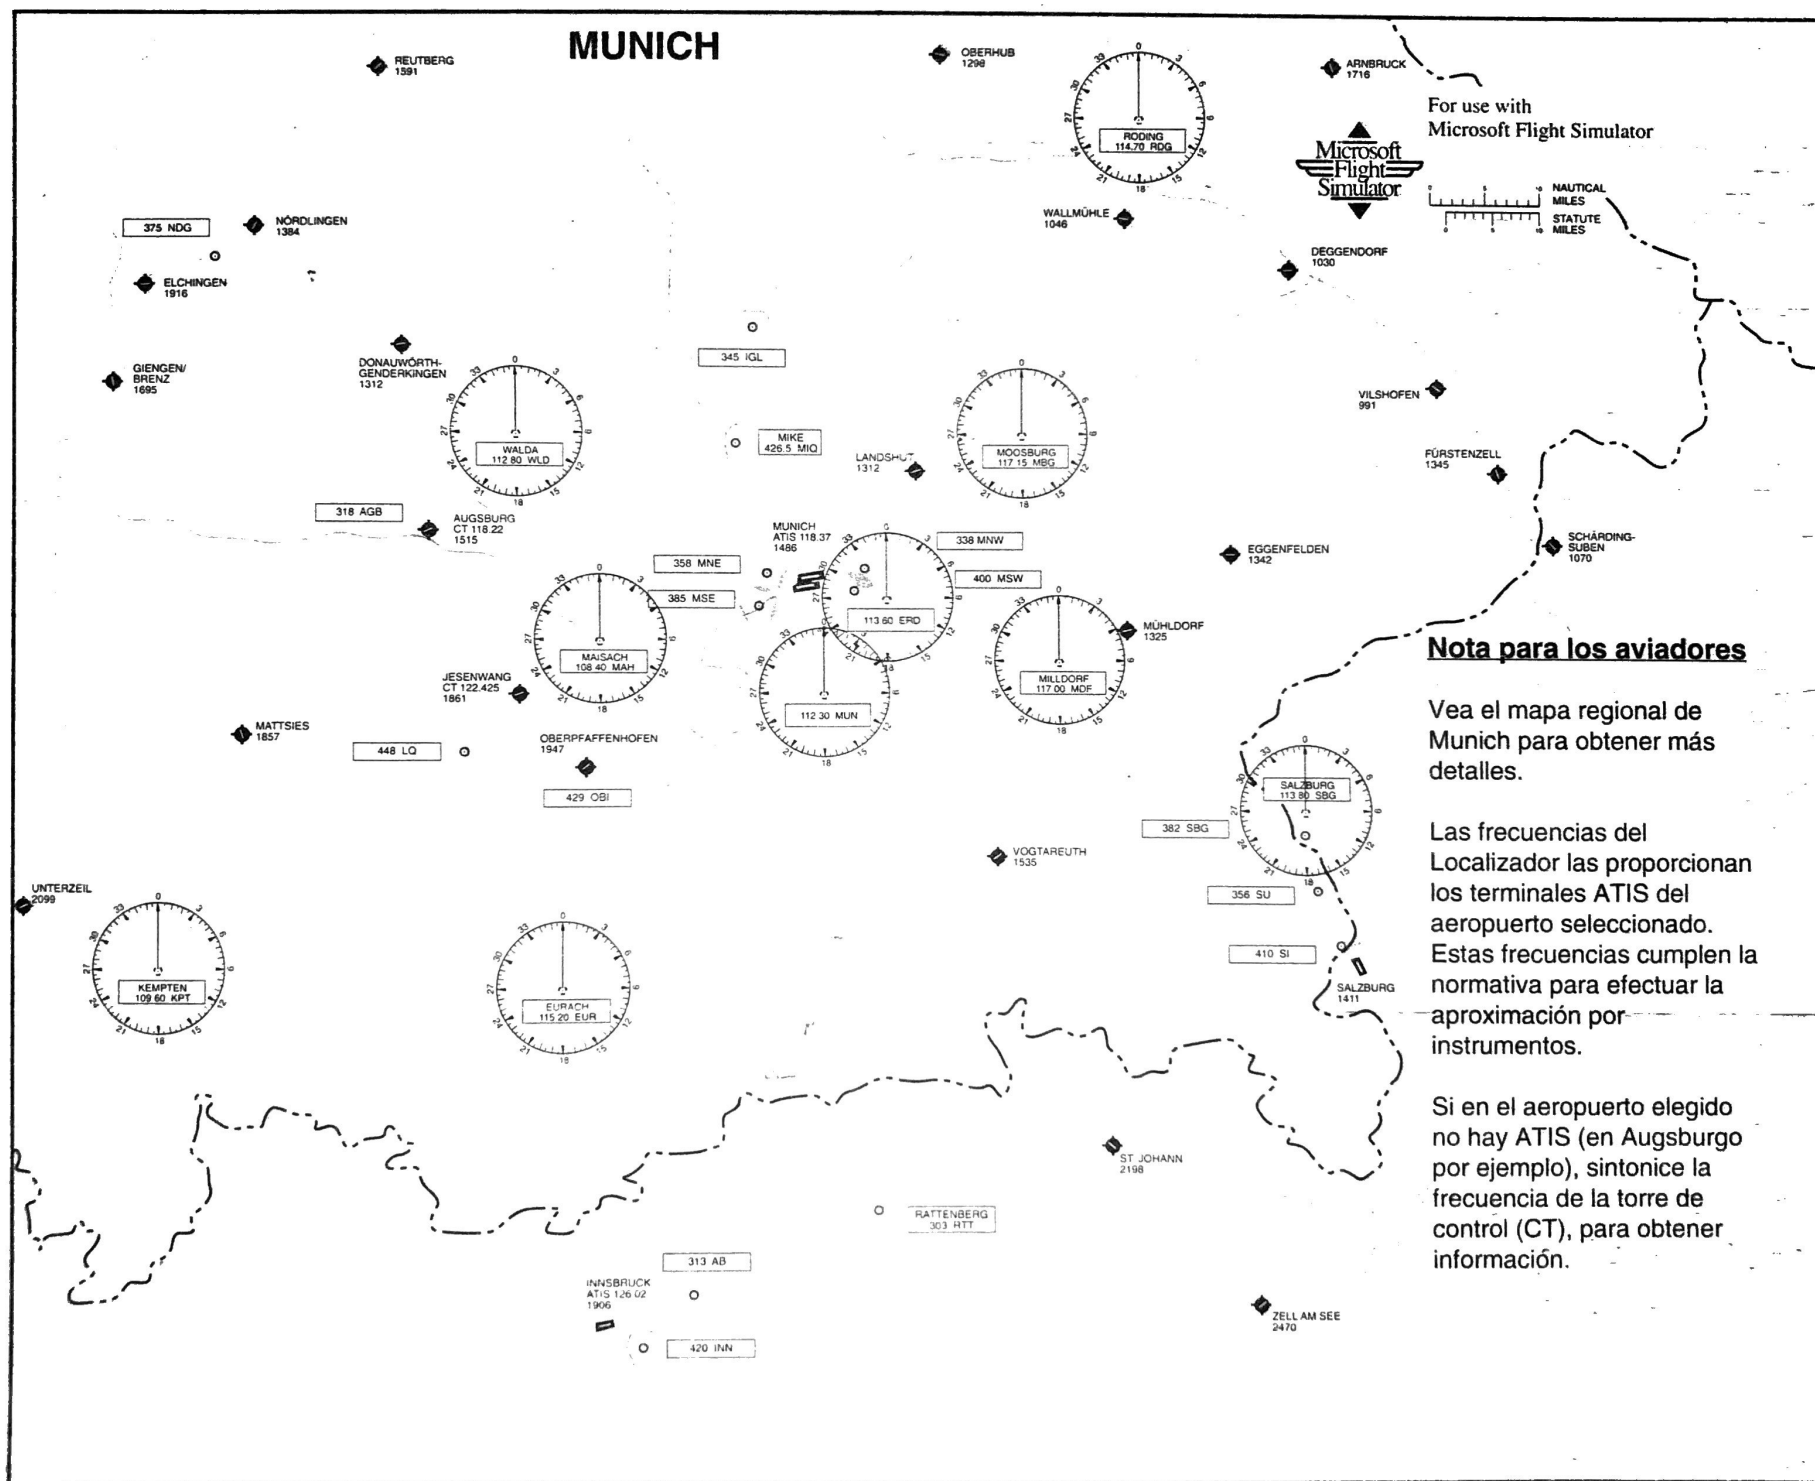 MUNICH
REUTBERG
1591
OBERHUB
1298
RODING
114.70 RDG
ARNBRUCK
1716
For use with
Microsoft Flight Simulator
Microsoft
Flight
Simulator
NAUTICAL
MILES
STATUTE
MILES
375 NDG
NÖRDLINGEN
1384
ELCHINGEN
1916
WALLMÜHLE
1046
DEGGENDORF
1030
GIENGEN/
BRENZ
1695
DONAUWÖRTH-
GENDERKINGEN
1312
345 IGL
VILSHOFEN
991
WALDA
112 80 WLD
MIKE
426.5 MIQ
LANDSHUT
1312
MOOSBURG
117 15 MBG
FÜRSTENZELL
1345
318 AGB
AUGSBURG
CT 118.22
1515
MUNICH
ATIS 118.37
1486
338 MNW
358 MNE
400 MSW
385 MSE
113 60 ERD
EGGENFELDEN
1342
SCHÄRDING-
SUBEN
1070
MAISACH
108 40 MAH
MÜHLDORF
1325
JESENWANG
CT 122.425
1861
112 30 MUN
MILLDORF
117 00 MDF
MATTSIES
1857
448 LQ
OBERPFAFFENHOFEN
1947
429 OBI
SALZBURG
113 80 SBG
382 SBG
VOGTAREUTH
1535
356 SU
410 SI
SALZBURG
1411
UNTERZEIL
2099
KEMPTEN
109 60 KPT
EURACH
115 20 EUR
ST JOHANN
2198
RATTENBERG
303 RTT
313 AB
INNSBRUCK
ATIS 126 02
1906
420 INN
ZELL AM SEE
2470
Nota para los aviadores
Vea el mapa regional de
Munich para obtener más
detalles.
Las frecuencias del
Localizador las proporcionan
los terminales ATIS del
aeropuerto seleccionado.
Estas frecuencias cumplen la
normativa para efectuar la
aproximación por
instrumentos.
Si en el aeropuerto elegido
no hay ATIS (en Augsburgo
por ejemplo), sintonice la
frecuencia de la torre de
control (CT), para obtener
información.